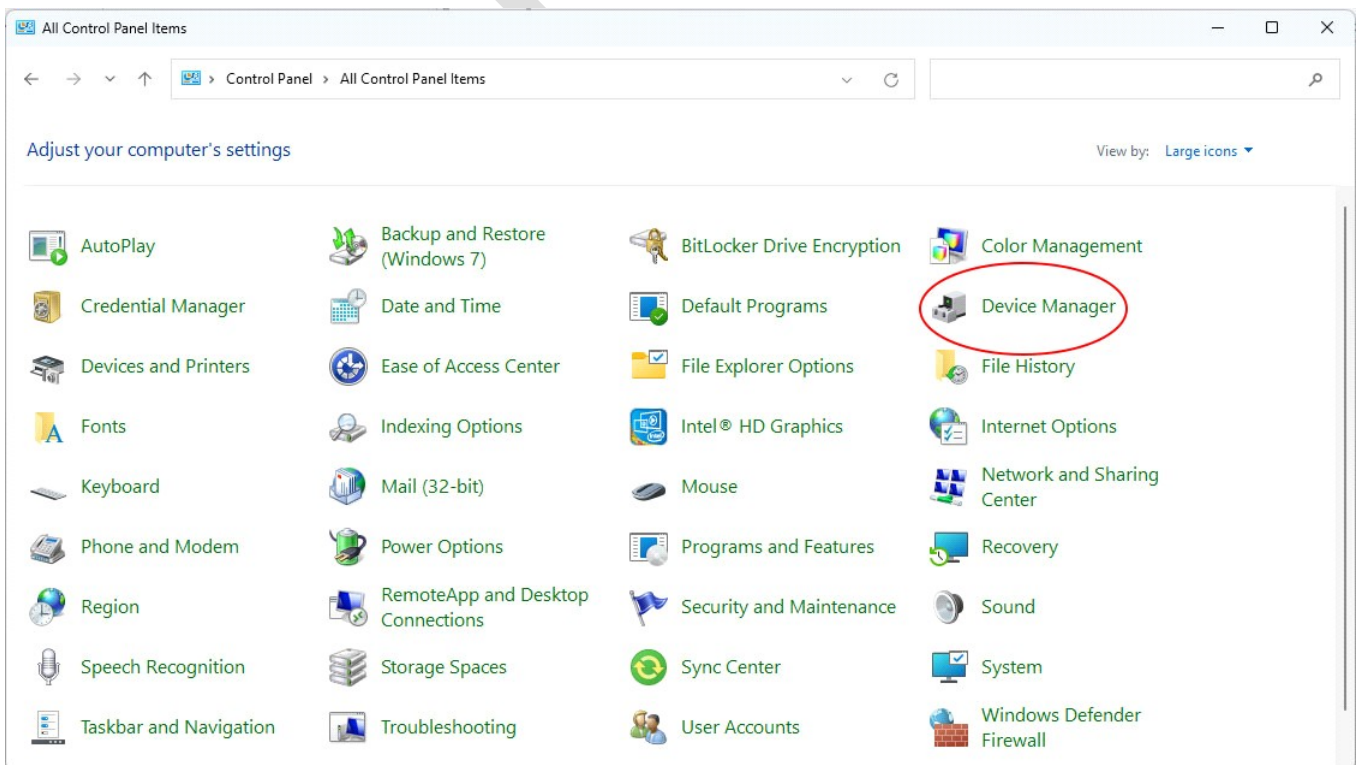 All Control Panel Items
Control Panel > All Control Panel Items
Adjust your computer's settings
View by: Large icons
AutoPlay
Backup and Restore
(Windows 7)
BitLocker Drive Encryption
Color Management
Credential Manager
Date and Time
Default Programs
Device Manager
Devices and Printers
Ease of Access Center
File Explorer Options
File History
Fonts
Indexing Options
Intel® HD Graphics
Internet Options
Keyboard
Mail (32-bit)
Mouse
Network and Sharing
Center
Phone and Modem
Power Options
Programs and Features
Recovery
Region
RemoteApp and Desktop
Connections
Security and Maintenance
Sound
Speech Recognition
Storage Spaces
Sync Center
System
Taskbar and Navigation
Troubleshooting
User Accounts
Windows Defender
Firewall